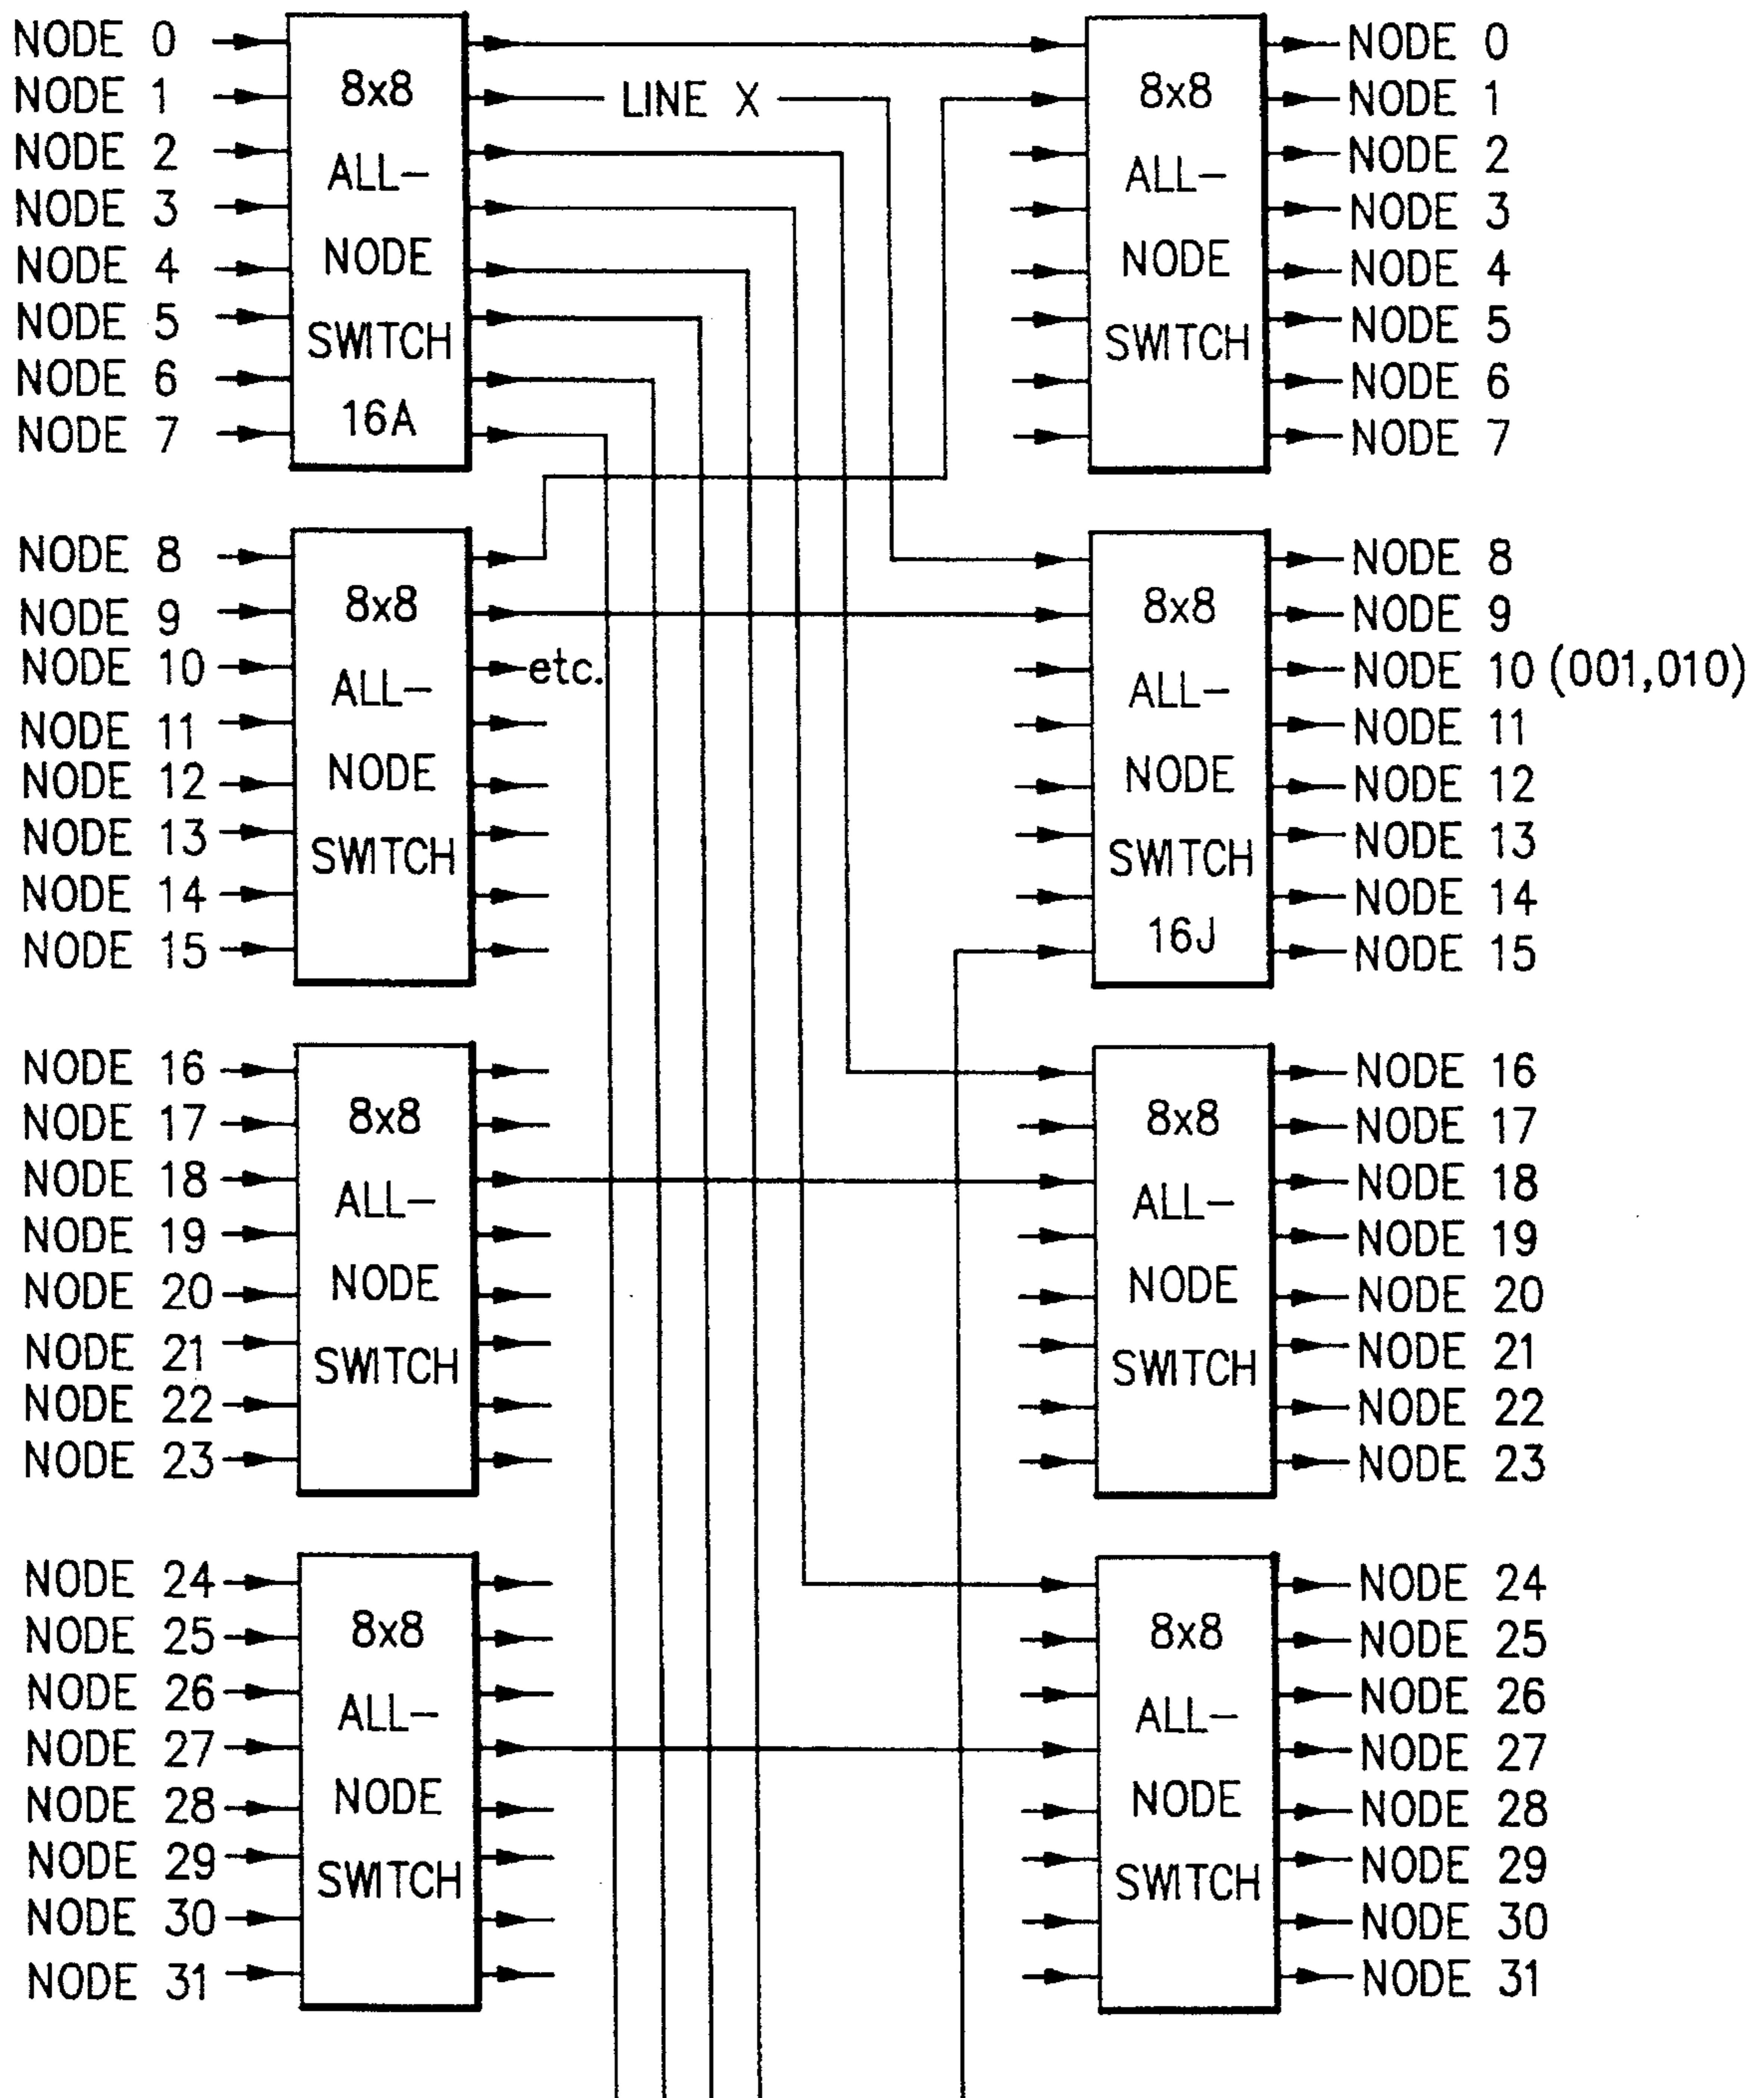 NODE 0
NODE 1
NODE 2
NODE 3
NODE 4
NODE 5
NODE 6
NODE 7
8x8
ALL-
NODE
SWITCH
16A
LINE X
8x8
ALL-
NODE
SWITCH
NODE 0
NODE 1
NODE 2
NODE 3
NODE 4
NODE 5
NODE 6
NODE 7
NODE 8
NODE 9
NODE 10
NODE 11
NODE 12
NODE 13
NODE 14
NODE 15
8x8
ALL-
NODE
SWITCH
etc.
8x8
ALL-
NODE
SWITCH
16J
NODE 8
NODE 9
NODE 10 (001,010)
NODE 11
NODE 12
NODE 13
NODE 14
NODE 15
NODE 16
NODE 17
NODE 18
NODE 19
NODE 20
NODE 21
NODE 22
NODE 23
8x8
ALL-
NODE
SWITCH
8x8
ALL-
NODE
SWITCH
NODE 16
NODE 17
NODE 18
NODE 19
NODE 20
NODE 21
NODE 22
NODE 23
NODE 24
NODE 25
NODE 26
NODE 27
NODE 28
NODE 29
NODE 30
NODE 31
8x8
ALL-
NODE
SWITCH
8x8
ALL-
NODE
SWITCH
NODE 24
NODE 25
NODE 26
NODE 27
NODE 28
NODE 29
NODE 30
NODE 31